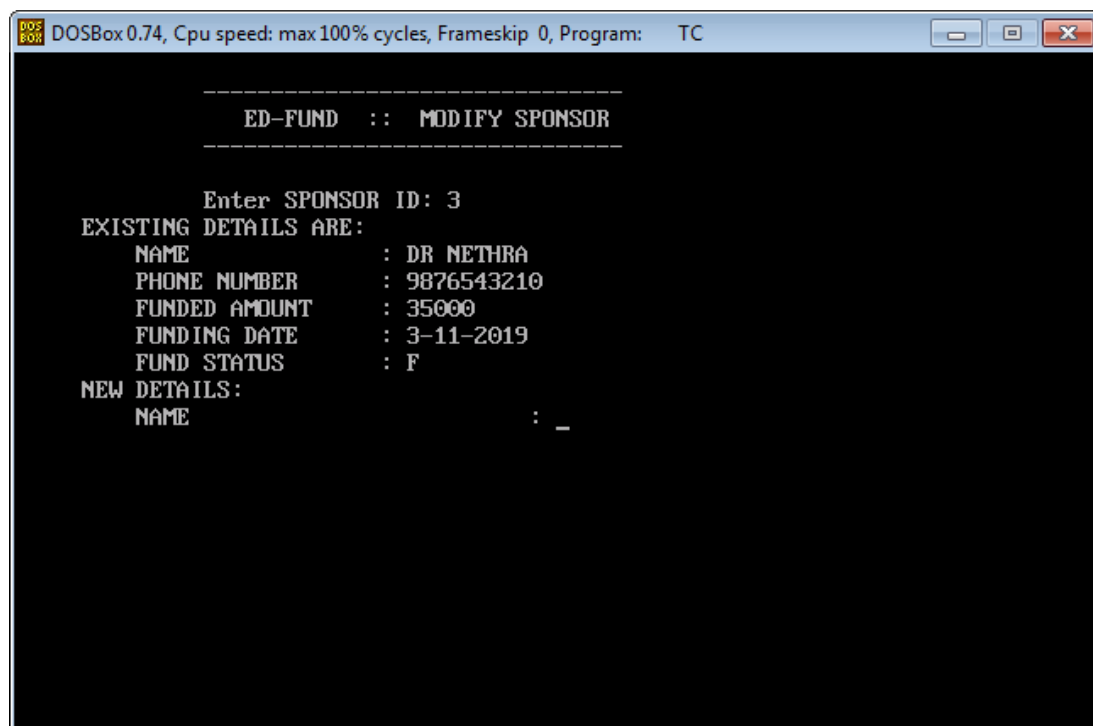 DOS BOX DOSBox 0.74, Cpu speed: max 100% cycles, Frameskip 0, Program: TC
--------------------------------
ED-FUND :: MODIFY SPONSOR
--------------------------------
Enter SPONSOR ID: 3
EXISTING DETAILS ARE:
NAME : DR NETHRA
PHONE NUMBER : 9876543210
FUNDED AMOUNT : 35000
FUNDING DATE : 3-11-2019
FUND STATUS : F
NEW DETAILS:
NAME : _